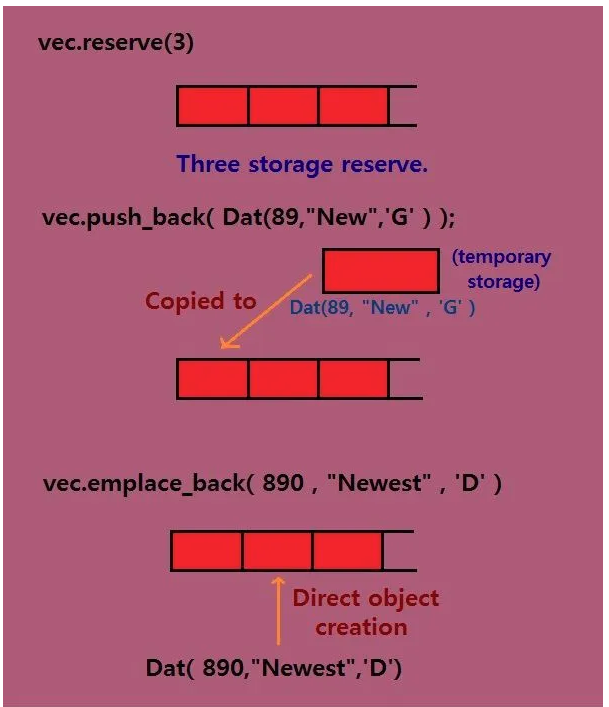 vec.reserve(3)
Three storage reserve.
vec.push_back( Dat(89,"New",'G' ) );
(temporary
storage)
Copied to
Dat(89, "New" , 'G' )
vec.emplace_back( 890 , "Newest" , 'D' )
Direct object
creation
Dat( 890,"Newest",'D')